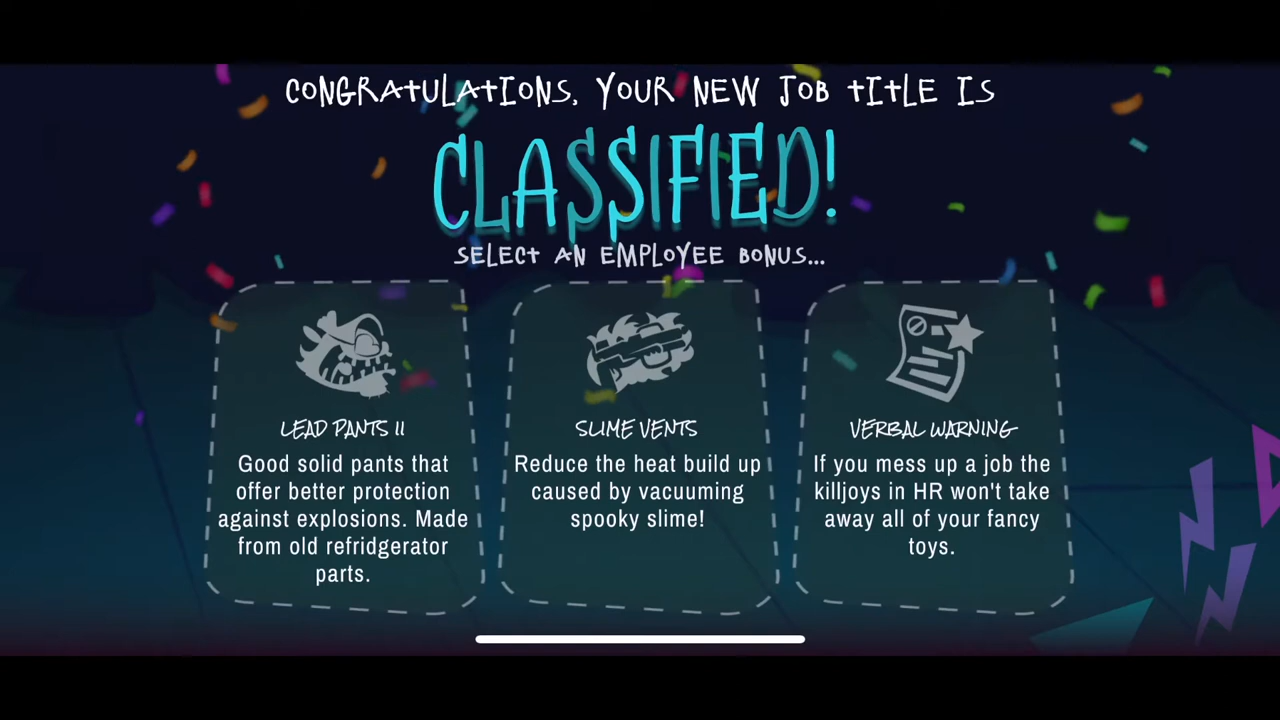 CONGRATULATIONS, YOUR NEW JOB TITLE IS
CLASSIFIED!
SELECT AN EMPLOYEE BONUS...
LEAD PANTS II
Good solid pants that
offer better protection
against explosions. Made
from old refridgerator
parts.
SLIME VENTS
Reduce the heat build up
caused by vacuuming
spooky slime!
VERBAL WARNING
If you mess up a job the
killjoys in HR won't take
away all of your fancy
toys.